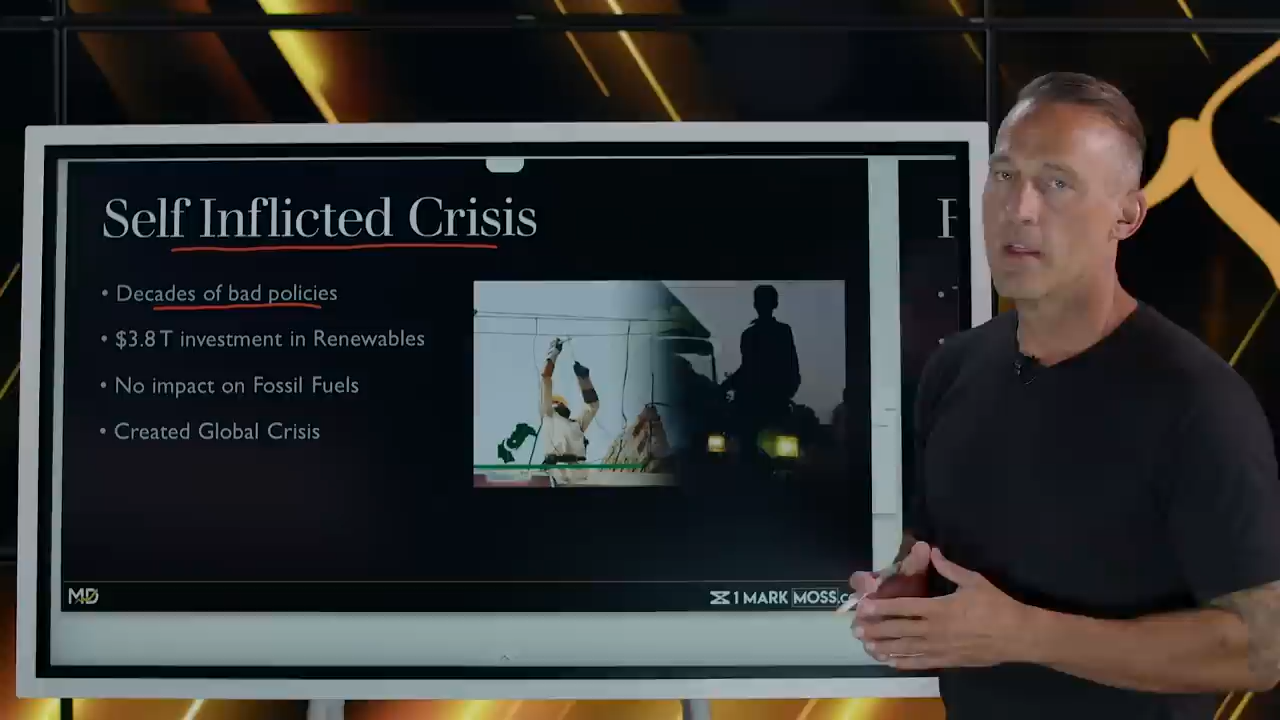 Self Inflicted Crisis
• Decades of bad policies
• $3.8T investment in Renewables
• No impact on Fossil Fuels
• Created Global Crisis
MD
1 MARK MOSS.c
F